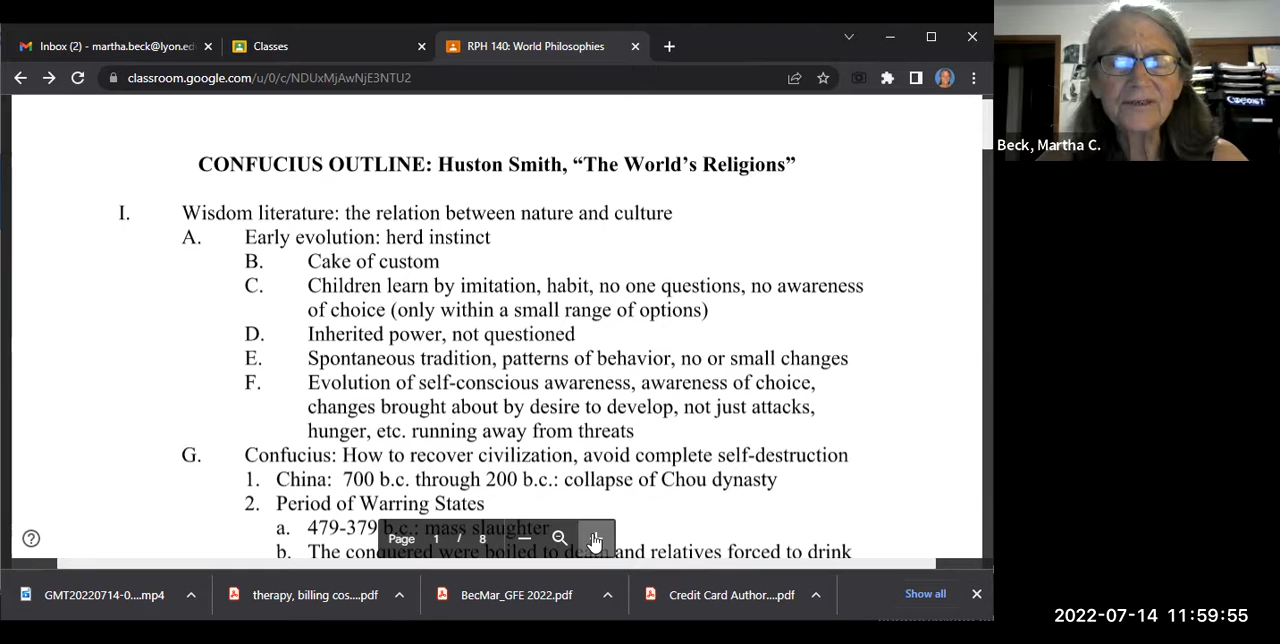 Inbox (2) - martha.beck@lyon.ed
Classes
RPH 140: World Philosophies
classroom.google.com/u/0/c/NDUxMjAwNjE3NTU2
Beck, Martha C.
CONFUCIUS OUTLINE: Huston Smith, “The World’s Religions”
I. Wisdom literature: the relation between nature and culture
A. Early evolution: herd instinct
B. Cake of custom
C. Children learn by imitation, habit, no one questions, no awareness
of choice (only within a small range of options)
D. Inherited power, not questioned
E. Spontaneous tradition, patterns of behavior, no or small changes
F. Evolution of self-conscious awareness, awareness of choice,
changes brought about by desire to develop, not just attacks,
hunger, etc. running away from threats
G. Confucius: How to recover civilization, avoid complete self-destruction
1. China: 700 b.c. through 200 b.c.: collapse of Chou dynasty
2. Period of Warring States
a. 479-379 b.c.: mass slaughter
Page 1 / 8
b. The conquered were boiled to death and relatives forced to drink
GMT20220714-0....mp4
therapy, billing cos....pdf
BecMar_GFE 2022.pdf
Credit Card Author....pdf
Show all
2022-07-14 11:59:55